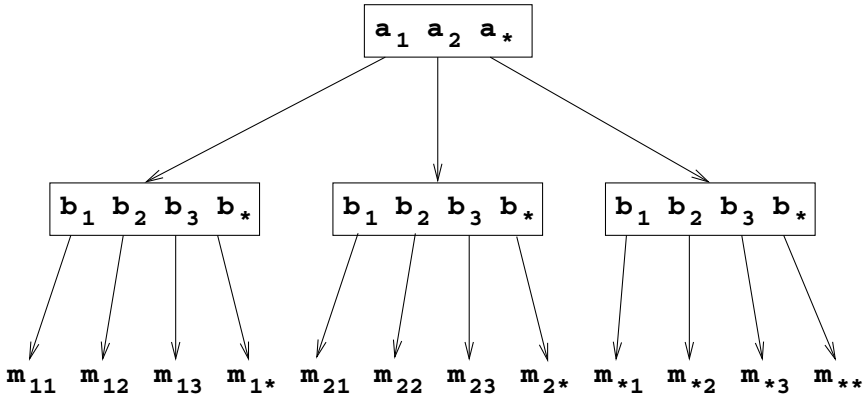 a₁ a₂ a*
b₁ b₂ b₃ b* b₁ b₂ b₃ b* b₁ b₂ b₃ b*
m₁₁ m₁₂ m₁₃ m₁* m₂₁ m₂₂ m₂₃ m₂* m*₁ m*₂ m*₃ m**